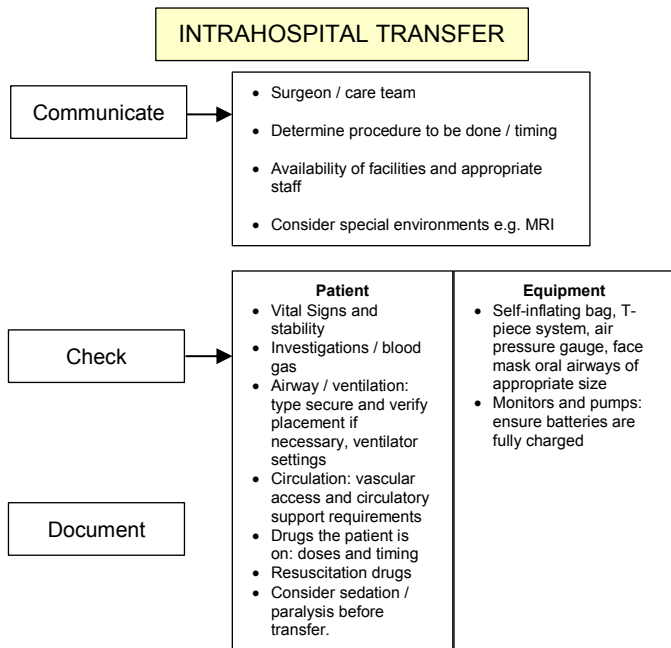 INTRAHOSPITAL TRANSFER
Communicate
• Surgeon / care team
• Determine procedure to be done / timing
• Availability of facilities and appropriate
staff
• Consider special environments e.g. MRI
Check
Patient
• Vital Signs and
stability
• Investigations / blood
gas
• Airway / ventilation:
type secure and verify
placement if
necessary, ventilator
settings
• Circulation: vascular
access and circulatory
support requirements
• Drugs the patient is
on: doses and timing
• Resuscitation drugs
• Consider sedation /
paralysis before
transfer.
Equipment
• Self-inflating bag, T-
piece system, air
pressure gauge, face
mask oral airways of
appropriate size
• Monitors and pumps:
ensure batteries are
fully charged
Document